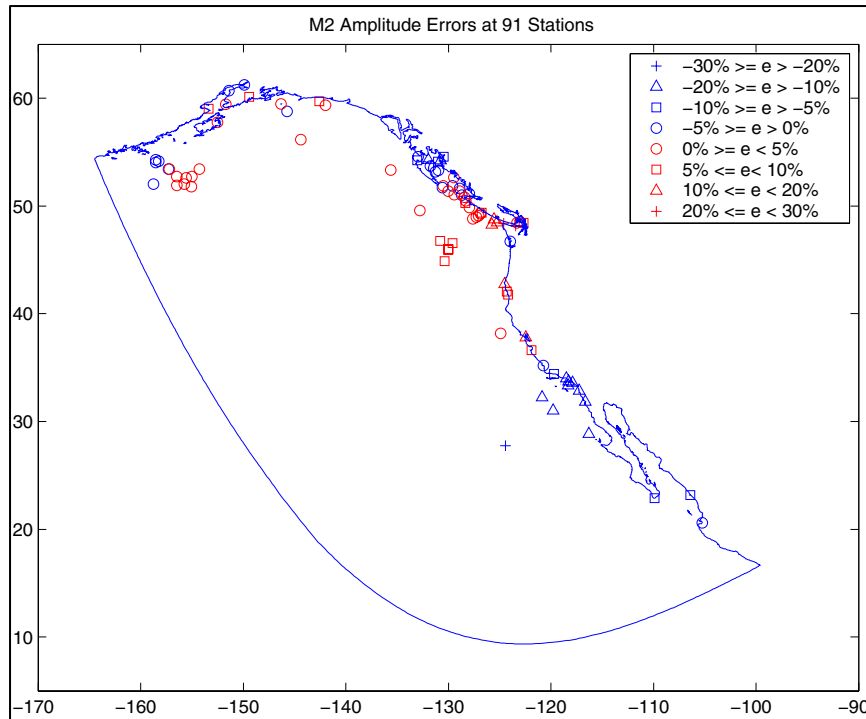 M2 Amplitude Errors at 91 Stations
−30% >= e > −20%
−20% >= e > −10%
−10% >= e > −5%
−5% >= e > 0%
0% >= e < 5%
5% <= e< 10%
10% <= e < 20%
20% <= e < 30%
60
50
40
30
20
10
−170 −160 −150 −140 −130 −120 −110 −100 −90